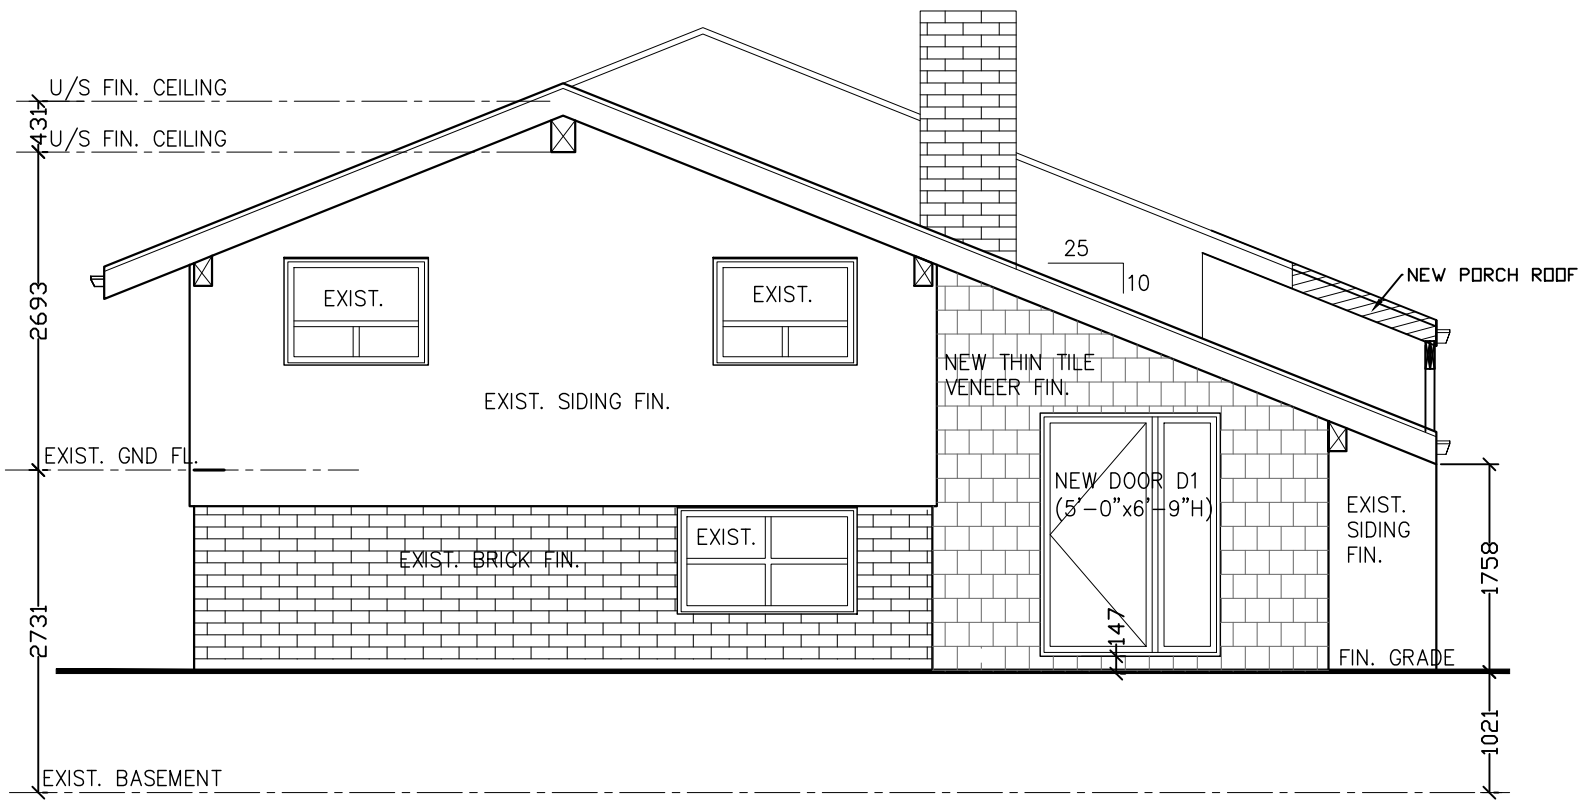 U/S FIN. CEILING
431
U/S FIN. CEILING
25
10
NEW PORCH ROOF
EXIST.
EXIST.
2693
NEW THIN TILE
VENEER FIN.
EXIST. SIDING FIN.
EXIST. GND FL.
NEW DOOR D1
(5'-0"x6'-9"H)
EXIST.
SIDING
FIN.
EXIST.
EXIST. BRICK FIN.
1758
2731
147
FIN. GRADE
1021
EXIST. BASEMENT